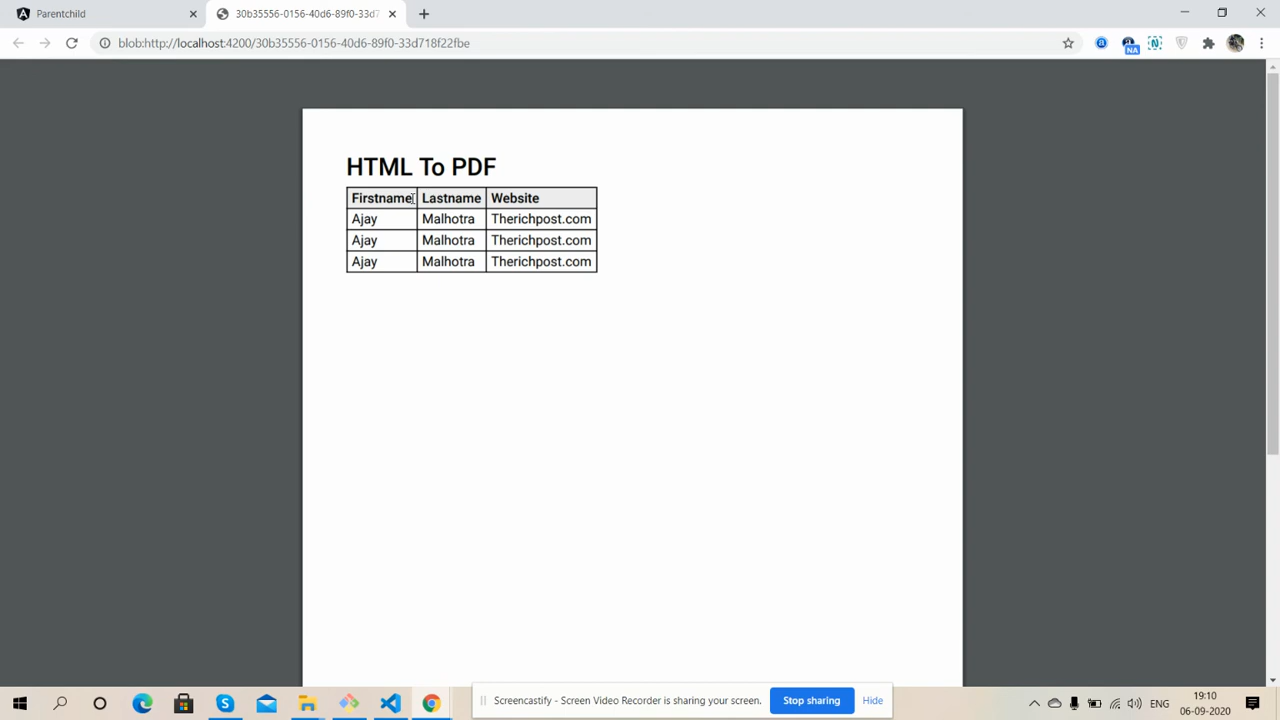 Parentchild
30b35556-0156-40d6-89f0-33d7
blob:http://localhost:4200/30b35556-0156-40d6-89f0-33d718f22fbe
NA
HTML To PDF
Firstname Lastname Website
Ajay Malhotra Therichpost.com
Ajay Malhotra Therichpost.com
Ajay Malhotra Therichpost.com
Screencastify - Screen Video Recorder is sharing your screen. Stop sharing Hide
ENG
19:10
06-09-2020